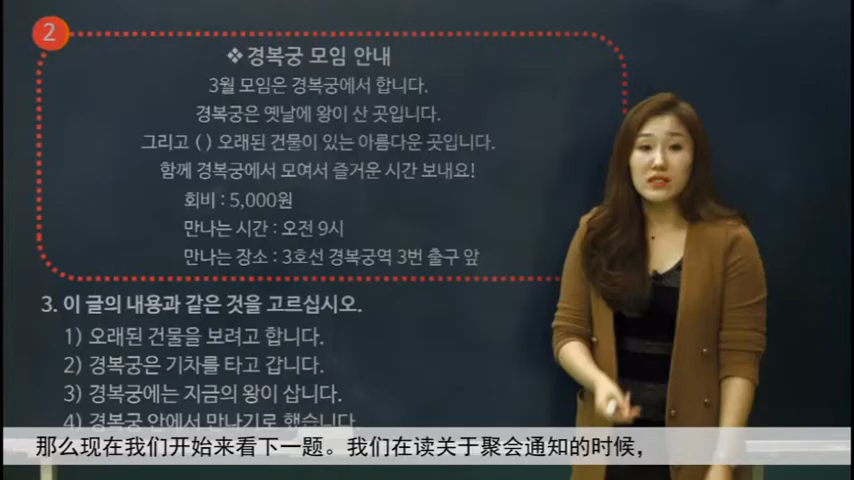 2
❖ 경복궁 모임 안내
3월 모임은 경복궁에서 합니다.
경복궁은 옛날에 왕이 산 곳입니다.
그리고 ( ) 오래된 건물이 있는 아름다운 곳입니다.
함께 경복궁에서 모여서 즐거운 시간 보내요!
회비 : 5,000원
만나는 시간 : 오전 9시
만나는 장소 : 3호선 경복궁역 3번 출구 앞
3. 이 글의 내용과 같은 것을 고르십시오.
1) 오래된 건물을 보려고 합니다.
2) 경복궁은 기차를 타고 갑니다.
3) 경복궁에는 지금의 왕이 삽니다.
4) 경복궁 안에서 만나기로 했습니다.
那么现在我们开始来看下一题。我们在读关于聚会通知的时候，